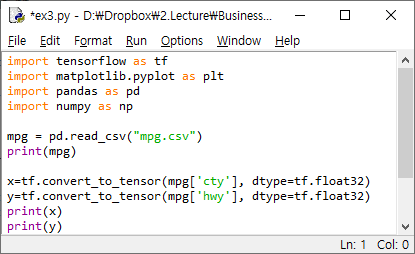 *ex3.py - D:₩Dropbox₩2.Lecture₩Business...
File Edit Format Run Options Window Help
import tensorflow as tf
import matplotlib.pyplot as plt
import pandas as pd
import numpy as np
mpg = pd.read_csv("mpg.csv")
print(mpg)
x=tf.convert_to_tensor(mpg['cty'], dtype=tf.float32)
y=tf.convert_to_tensor(mpg['hwy'], dtype=tf.float32)
print(x)
print(y)
Ln: 1 Col: 0